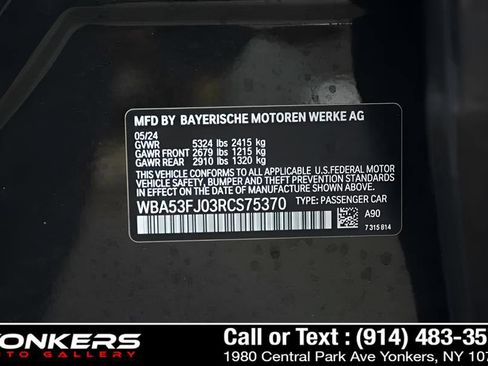 MFD BY BAYERISCHE MOTOREN WERKE AG
05/24
GVWR 5324 lbs 2415 kg
GAWR FRONT 2679 lbs 1215 kg
GAWR REAR 2910 lbs 1320 kg
THIS VEHICLE CONFORMS TO ALL APPLICABLE U.S.FEDERAL MOTOR
VEHICLE SAFETY, BUMPER, AND THEFT PREVENTION
STANDARDS IN EFFECT ON THE DATE OF MANUFACTURE SHOWN ABOVE.
WBA53FJ03RCS75370 TYPE: PASSENGER CAR
A90
7 315 814
YONKERS
AUTO GALLERY
Call or Text : (914) 483-35
1980 Central Park Ave Yonkers, NY 107